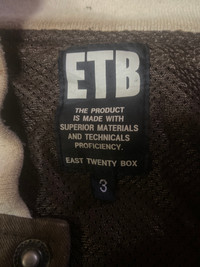 ETB
THE PRODUCT
IS MADE WITH
SUPERIOR MATERIALS
AND TECHNICALS
PROFICIENCY.
EAST TWENTY BOX
3